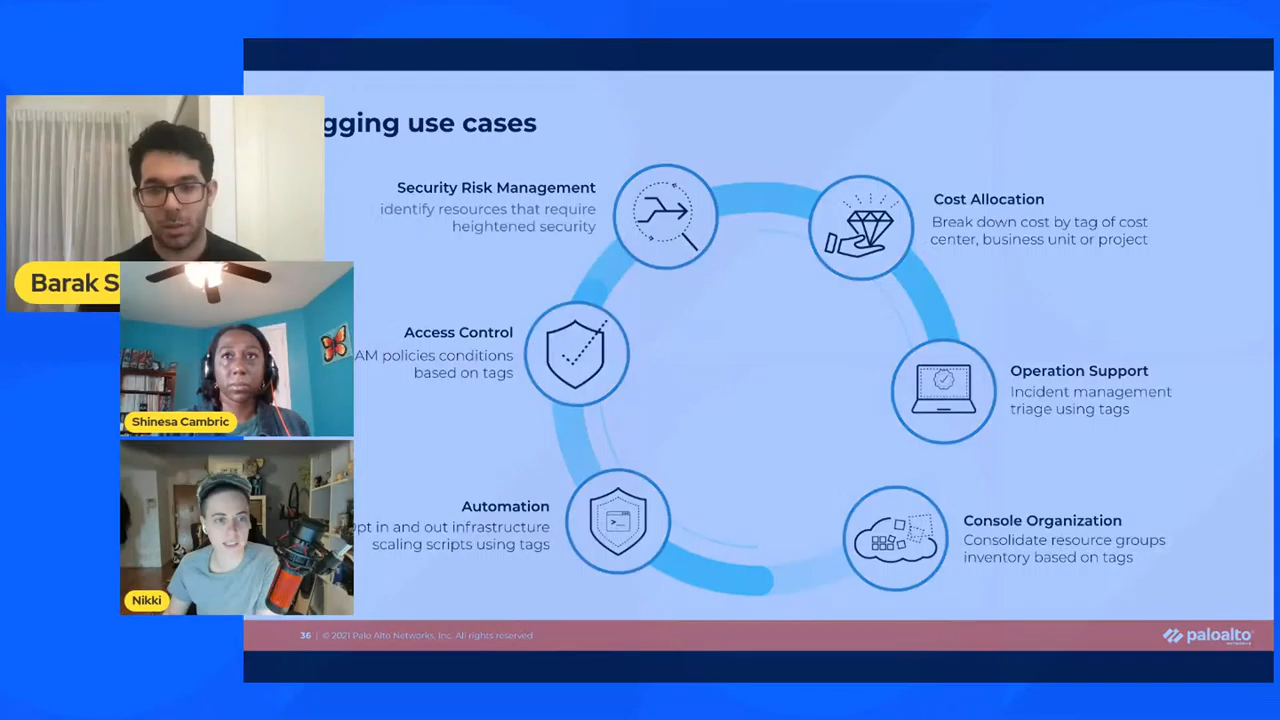 gging use cases
Security Risk Management
identify resources that require
heightened security
Cost Allocation
Break down cost by tag of cost
center, business unit or project
Access Control
AM policies conditions
based on tags
Operation Support
Incident management
triage using tags
Automation
pt in and out infrastructure
scaling scripts using tags
Console Organization
Consolidate resource groups
inventory based on tags
Barak S
Shinesa Cambric
Nikki
36 | © 2021 Palo Alto Networks, Inc. All rights reserved
paloalto
NETWORKS